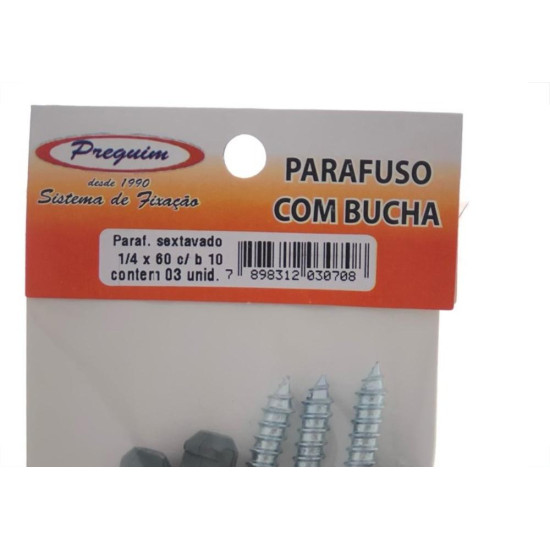 Preguim
desde 1990
Sistema de Fixação
PARAFUSO
COM BUCHA
Paraf. sextavado
1/4 x 60 c/ b 10
contem 03 unid.
7 898312 030708